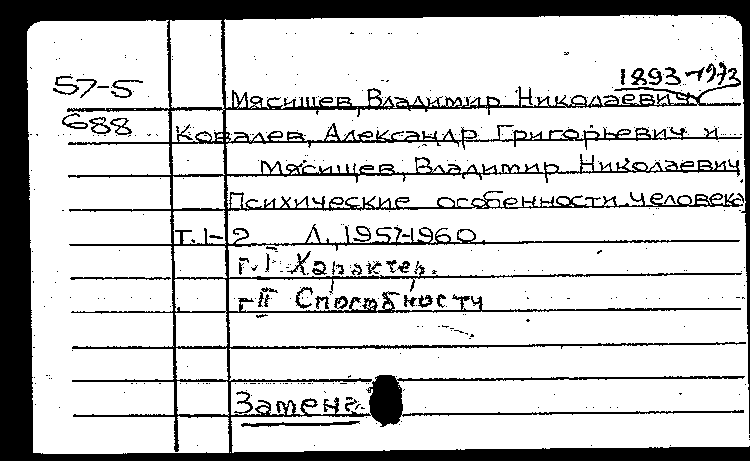 1893-1973
57-5
Мясищев, Владимир Николаевич
688
Ковалев, Александр Григорьевич и
Мясищев, Владимир Николаевич
Психические особенности человека
Т. 1-2 Л., 1957-1960.
т. I Характер.
т II Способности
Замена